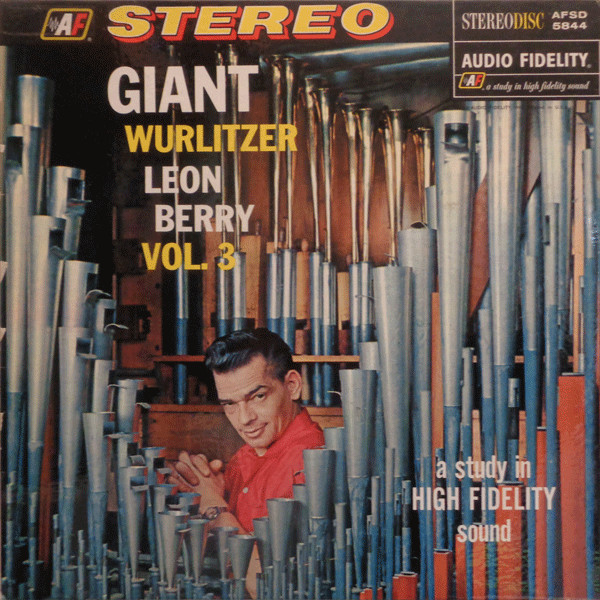 AF
STEREO
STEREODISC
AFSD
5844
AUDIO FIDELITY
AF
a study in high fidelity sound
GIANT
WURLITZER
LEON
BERRY
VOL. 3
a study in
HIGH FIDELITY
sound